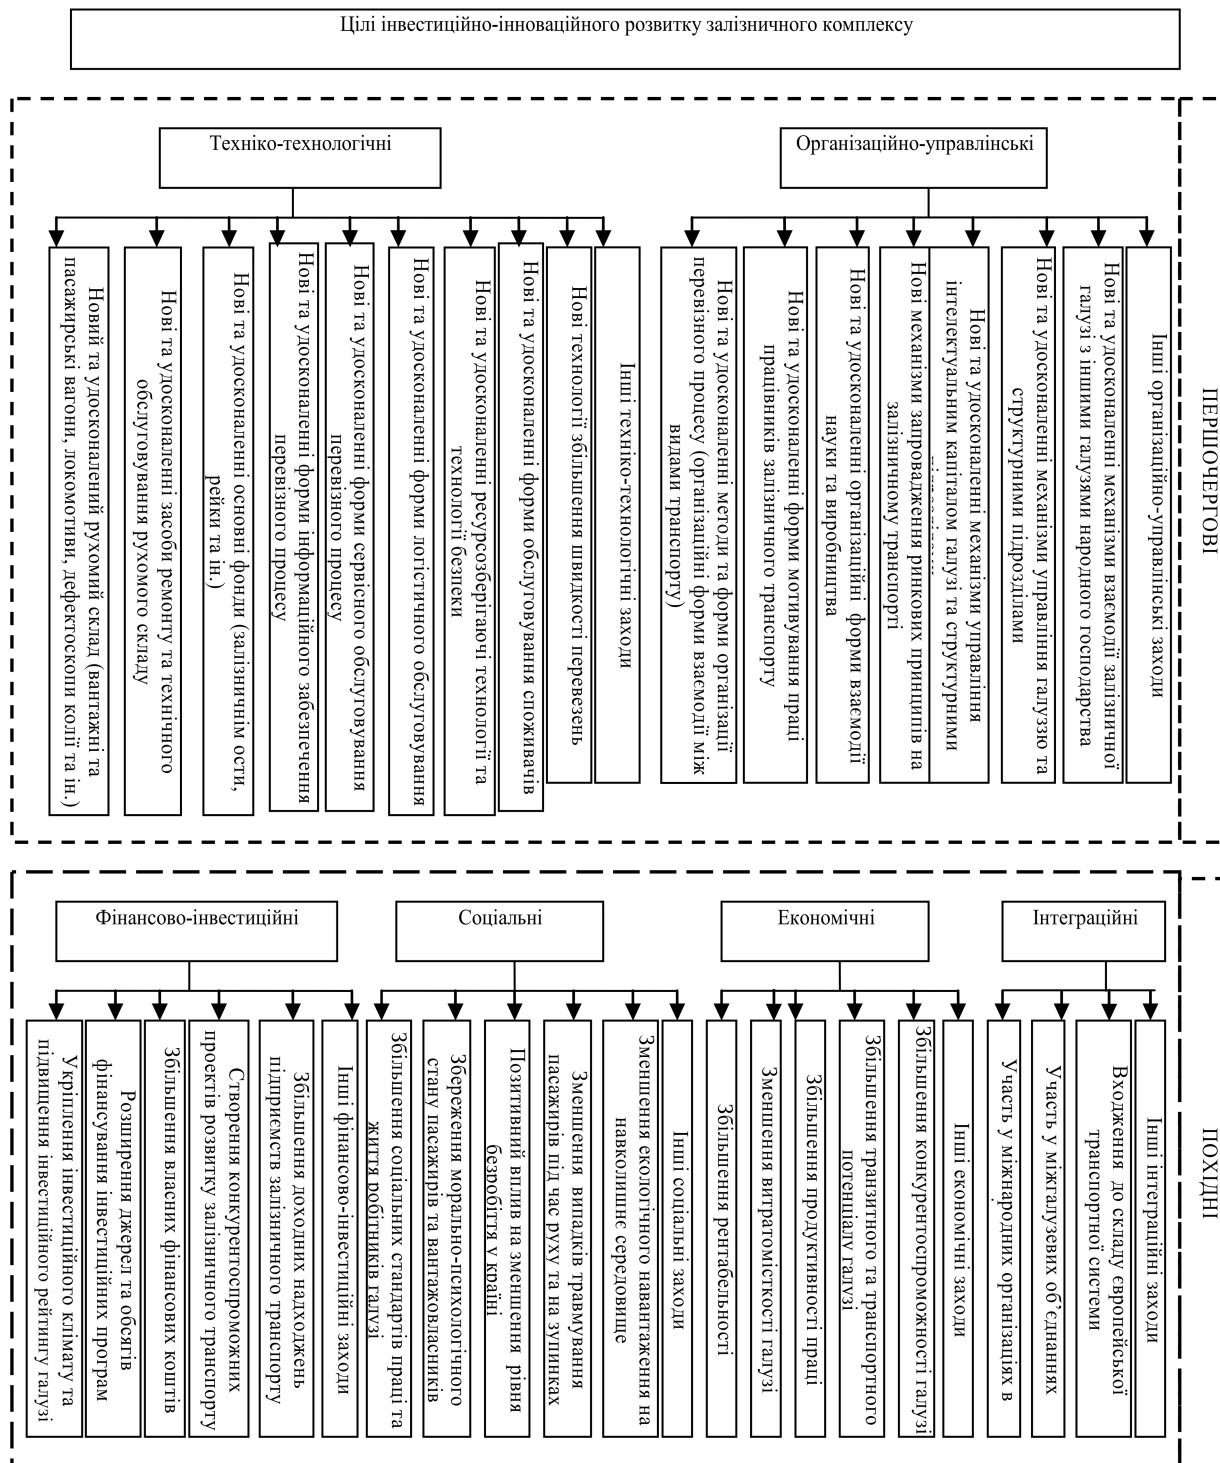 Цілі інвестиційно-інноваційного розвитку залізничного комплексу
ПЕРШОЧЕРГОВІ
Техніко-технологічні
Новий та удосконалений рухомий склад (вантажні та
пасажирські вагони, локомотиви, дефектоскопи колії та ін.)
Нові та удосконаленні засоби ремонту та технічного
обслуговування рухомого складу
Нові та удосконаленні основні фонди (залізничнім ости,
рейки та ін.)
Нові та удосконаленні форми інформаційного забезпечення
перевізного процесу
Нові та удосконаленні форми сервісного обслуговування
перевізного процесу
Нові та удосконаленні форми логістичного обслуговування
Нові та удосконаленні ресурсозберігаючі технології та
технології безпеки
Нові та удосконаленні форми обслуговування споживачів
Нові технології збільшення швидкості перевезень
Інші техніко-технологічні заходи
Організаційно-управлінські
Нові та удосконаленні методи та форми організації
перевізного процесу (організаційні форми взаємодії між
видами транспорту)
Нові та удосконаленні форми мотивування праці
працівників залізничного транспорту
Нові та удосконаленні організаційні форми взаємодії
науки та виробництва
Нові механізми запровадження ринкових принципів на
залізничному транспорті
Нові та удосконаленні механізми управління
інтелектуальним капіталом галузі та структурними
Нові та удосконаленні механізми управління галуззю та
структурними підрозділами
Нові та удосконаленні механізми взаємодії залізничної
галузі з іншими галузями народного господарства
Інші організаційно-управлінські заходи
ПОХІДНІ
Фінансово-інвестиційні
Укріплення інвестиційного клімату та
підвищення інвестиційного рейтингу галузі
Розширення джерел та обсягів
фінансування інвестиційних програм
Збільшення власних фінансових коштів
Створення конкурентоспроможних
проектів розвитку залізничного транспорту
Збільшення доходних надходжень
підприємств залізничного транспорту
Інші фінансово-інвестиційні заходи
Соціальні
Збільшення соціальних стандартів праці та
життя робітників галузі
Збереження морально-психологічного
стану пасажирів та вантажовласників
Позитивний вплив на зменшення рівня
безробіття у країні
Зменшення випадків травмування
пасажирів під час руху та на зупинках
Зменшення екологічного навантаження на
навколишнє середовище
Інші соціальні заходи
Економічні
Збільшення рентабельності
Зменшення витратомісткості галузі
Збільшення продуктивності праці
Збільшення транзитного та транспортного
потенціалу галузі
Збільшення конкурентоспроможності галузі
Інші економічні заходи
Інтеграційні
Участь у міжнародних організаціях в
Участь у міжгалузевих об’єднаннях
Входження до складу європейської
транспортної системи
Інші інтеграційні заходи